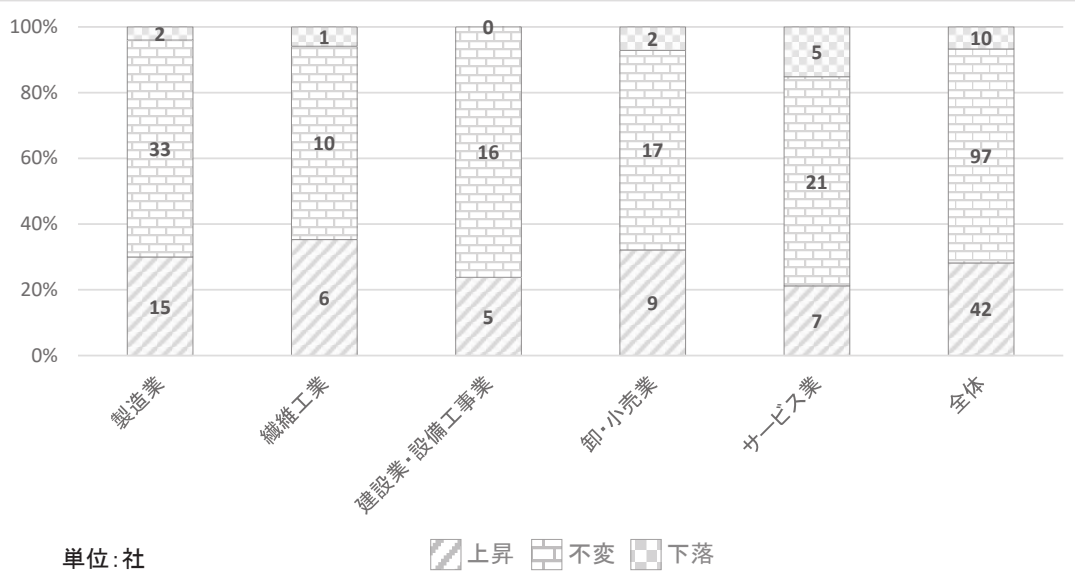 100%
80%
60%
40%
20%
0%
2 1 0 2 5 10
33 10 16 17 21 97
15 6 5 9 7 42
製造業
繊維工業
建設業・設備工事業
卸・小売業
サービス業
全体
単位:社
上昇 不変 下落